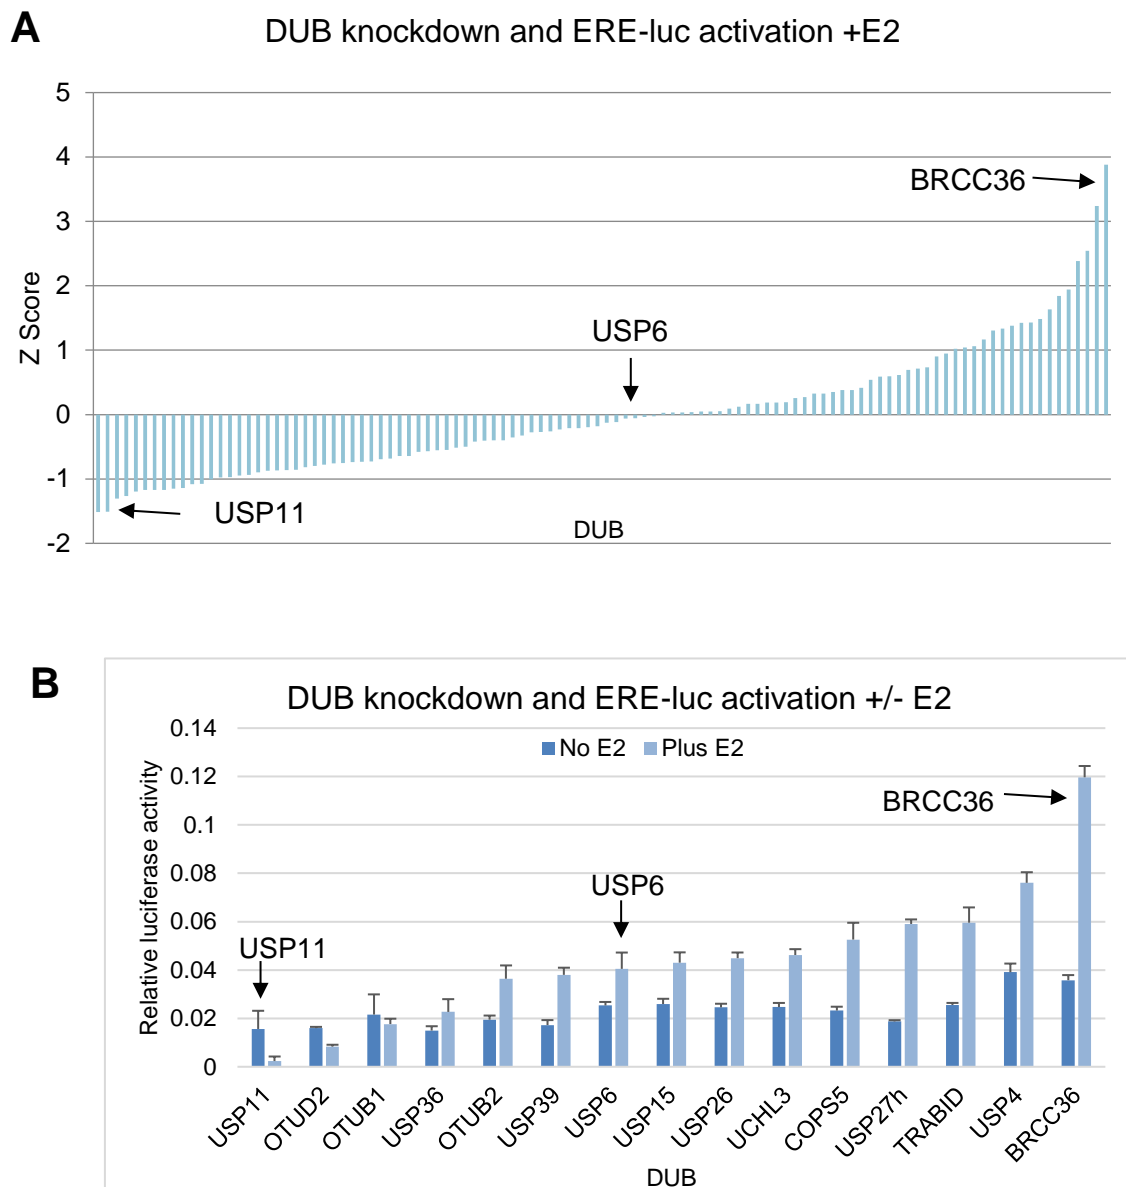 A
DUB knockdown and ERE-luc activation +E2
5
4
3
2
1
0
-1
-2
Z Score
BRCC36
USP6
USP11
DUB
B
DUB knockdown and ERE-luc activation +/- E2
0.14
0.12
0.1
0.08
0.06
0.04
0.02
0
Relative luciferase activity
No E2 Plus E2
BRCC36
USP6
USP11
USP11
OTUD2
OTUB1
USP36
OTUB2
USP39
USP6
USP15
USP26
UCHL3
COPS5
USP27h
TRABID
USP4
BRCC36
DUB